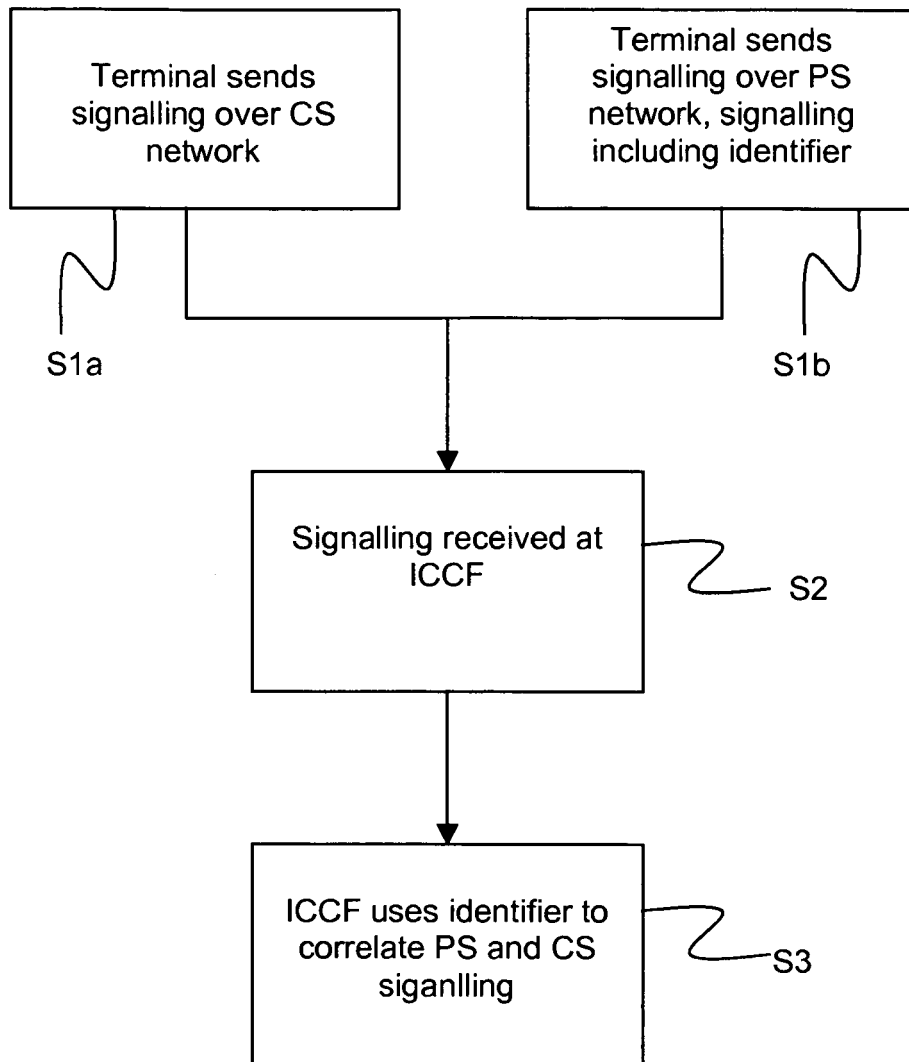 Terminal sends
signalling over CS
network
Terminal sends
signalling over PS
network, signalling
including identifier
S1a
S1b
Signalling received at
ICCF
S2
ICCF uses identifier to
correlate PS and CS
siganlling
S3